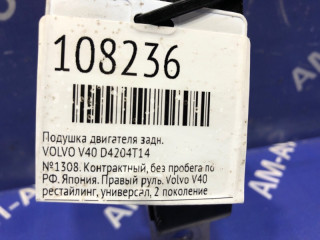 108236
Подушка двигателя задн.
VOLVO V40 D4204T14
№1308. Контрактный, без пробега по
РФ. Япония. Правый руль. Volvo V40
рестайлинг, универсал, 2 поколение